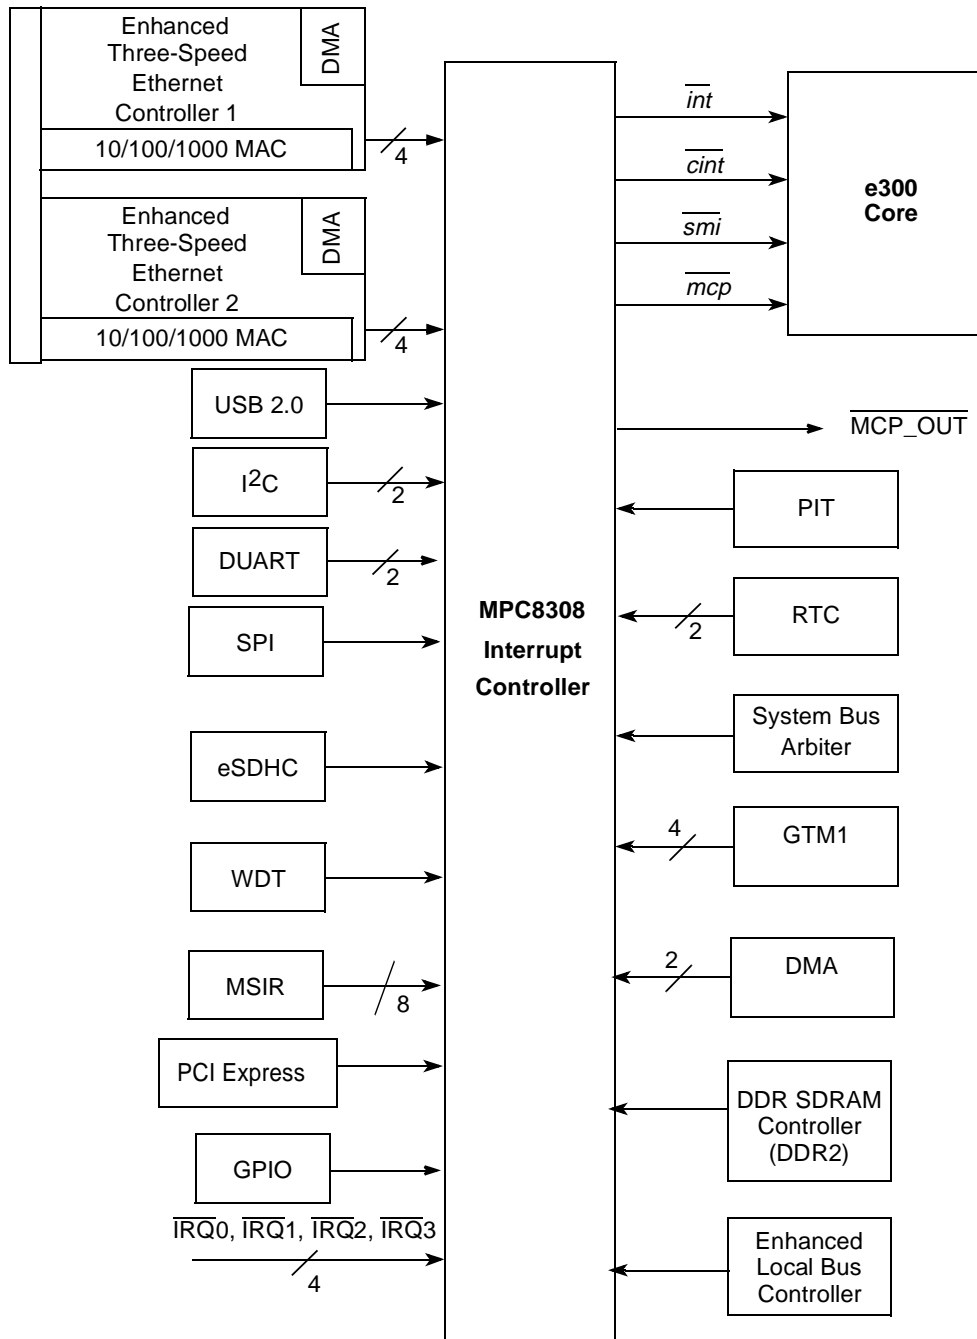 Enhanced
Three-Speed
Ethernet
Controller 1
DMA
10/100/1000 MAC
4
Enhanced
Three-Speed
Ethernet
Controller 2
DMA
10/100/1000 MAC
4
USB 2.0
I2C
2
DUART
2
SPI
eSDHC
WDT
MSIR
8
PCI Express
GPIO
IRQ0, IRQ1, IRQ2, IRQ3
4
MPC8308
Interrupt
Controller
int
cint
smi
mcp
e300
Core
MCP_OUT
PIT
RTC
2
System Bus
Arbiter
GTM1
4
DMA
2
DDR SDRAM
Controller
(DDR2)
Enhanced
Local Bus
Controller